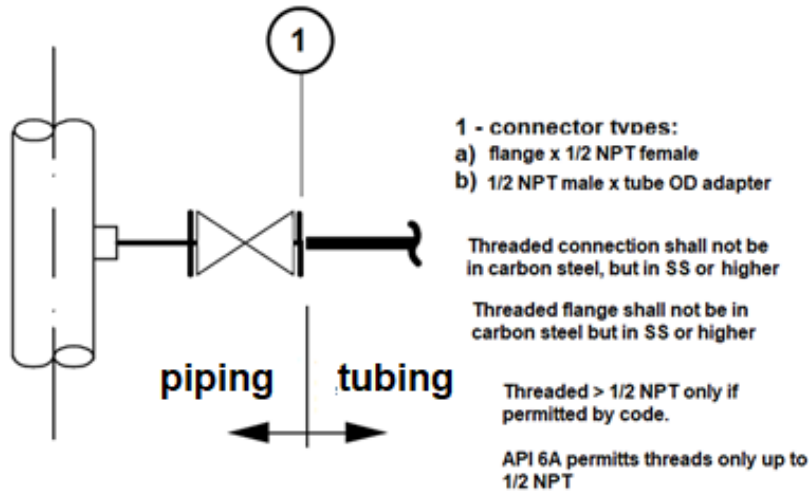 1
1 - connector types:
a) flange x 1/2 NPT female
b) 1/2 NPT male x tube OD adapter
Threaded connection shall not be
in carbon steel, but in SS or higher
Threaded flange shall not be in
carbon steel but in SS or higher
piping
tubing
Threaded > 1/2 NPT only if
permitted by code.
API 6A permitts threads only up to
1/2 NPT